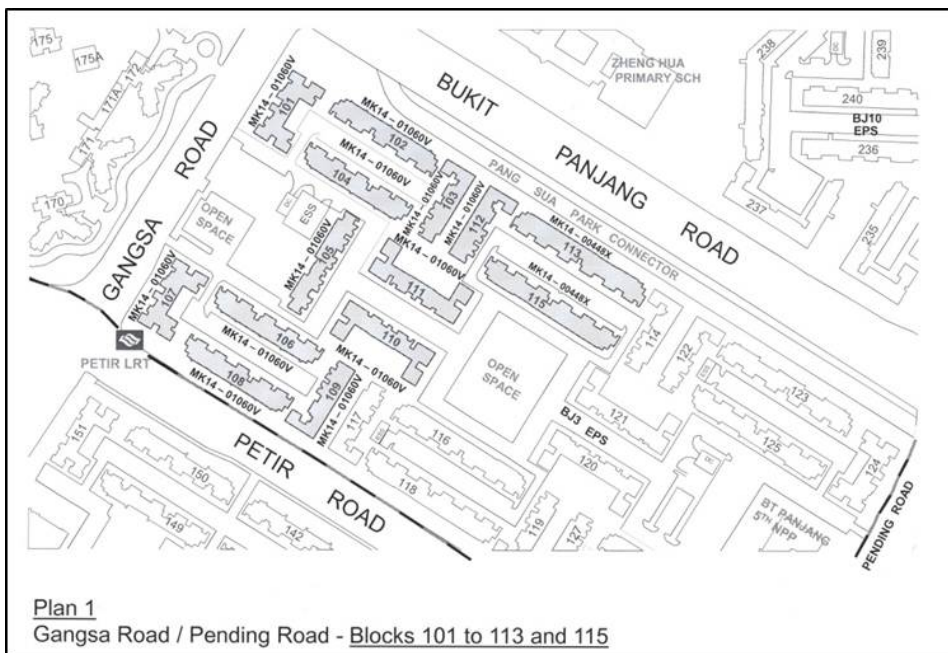 175
175A
172
171A
171
170
GANGSA
ROAD
BUKIT
PANJANG
ROAD
ZHENG HUA
PRIMARY SCH
238
DC
239
240
BJ10
EPS
236
237
235
PANG SUA PARK CONNECTOR
MK14 – 01060V
101
MK14 – 01060V
102
MK14 – 01060V
104
MK14 – 01060V
103
MK14 – 01060V
112
MK14 – 00448X
113
MK14 – 00448X
115
OPEN
SPACE
DC
ESS
MK14 – 01060V
105
MK14 – 01060V
111
MK14 – 01060V
107
106
MK14 – 01060V
110
MK14 – 01060V
108
MK14 – 01060V
109
MK14 – 01060V
PETIR LRT
OPEN
SPACE
114
122
123
121
BJ3 EPS
125
124
120
117
116
118
119
127
151
150
149
142
PETIR
ROAD
BT PANJANG
5TH NPP
PENDING ROAD
Plan 1
Gangsa Road / Pending Road - Blocks 101 to 113 and 115